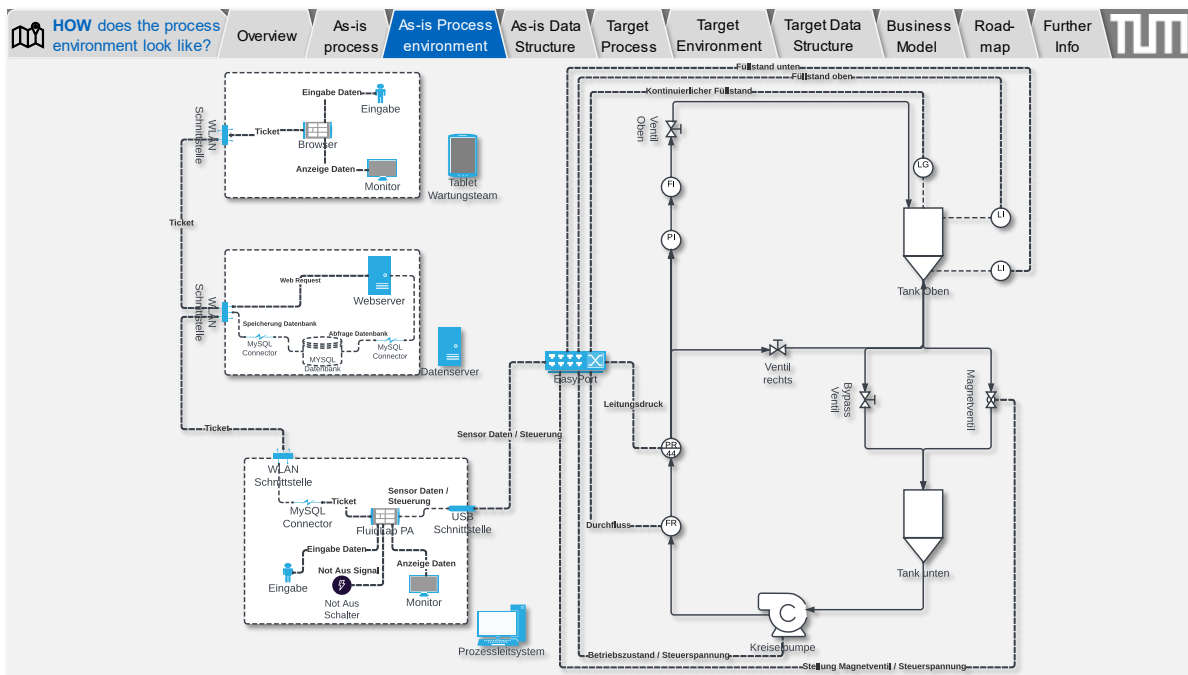 HOW does the process
environment look like?
Overview
As-is
process
As-is Process
environment
As-is Data
Structure
Target
Process
Target
Environment
Target Data
Structure
Business
Model
Road-
map
Further
Info
TUM
Eingabe Daten
Eingabe
Ticket
Browser
Anzeige Daten
Monitor
WLAN
Schnittstelle
Tablet
Wartungsteam
Ticket
Web Request
Webserver
WLAN
Schnittstelle
Speicherung Datenbank
Abfrage Datenbank
MySQL
Connector
MYSQL
Datenbank
MySQL
Connector
Datenserver
Ticket
WLAN
Schnittstelle
MySQL
Connector
Ticket
Sensor Daten /
Steuerung
FluidLab PA
USB
Schnittstelle
Eingabe Daten
Eingabe
Not Aus Signal
Not Aus
Schalter
Anzeige Daten
Monitor
Prozessleitsystem
Sensor Daten / Steuerung
EasyPort
Füllstand unten
Füllstand oben
Kontinuierlicher Füllstand
Ventil
Oben
FI
PI
LG
LI
LI
Tank Oben
Ventil
rechts
Bypass
Ventil
Magnetventil
Leitungsdruck
PR
44
Durchfluss
FR
Tank unten
C
Kreiselpumpe
Betriebszustand / Steuerspannung
Stellung Magnetventil / Steuerspannung